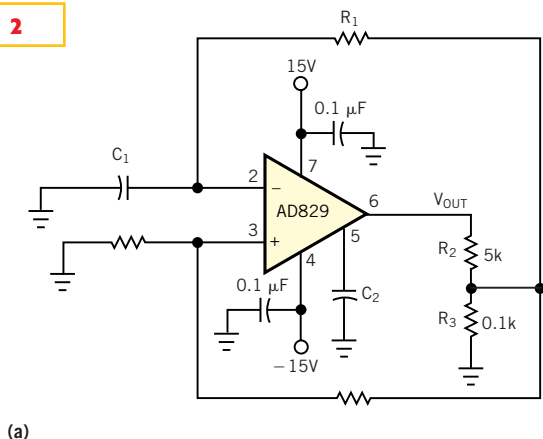 2
R1
15V
0.1 μF
C1
7
2
−
AD829
6
VOUT
3
+
5
4
R2
5k
0.1 μF
C2
R3
0.1k
−15V
(a)